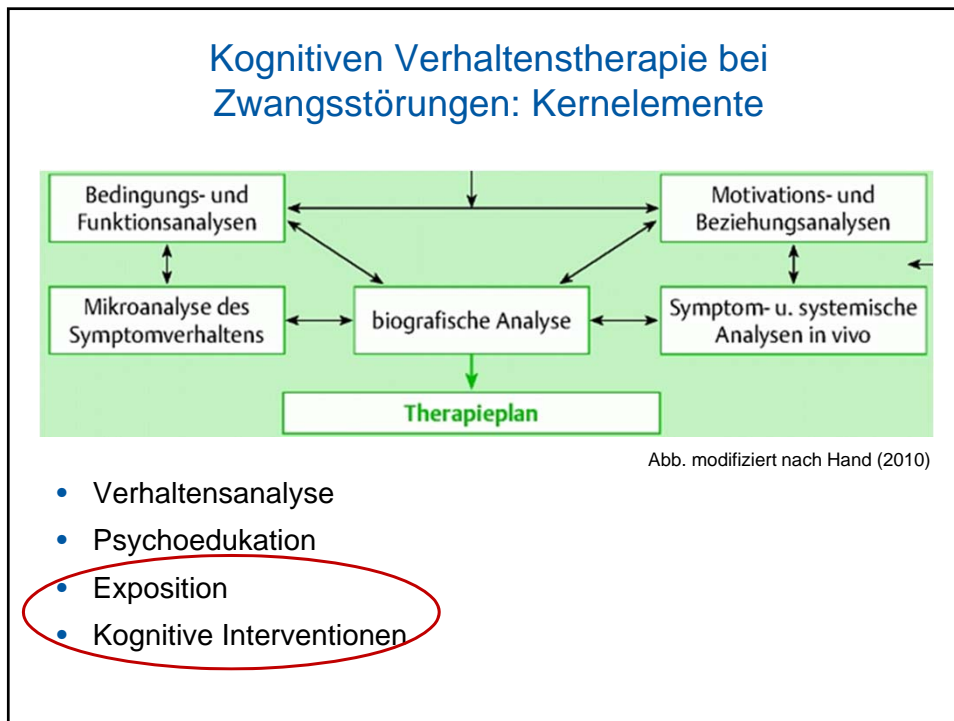 Kognitiven Verhaltenstherapie bei
Zwangsstörungen: Kernelemente
Bedingungs- und
Funktionsanalysen
Motivations- und
Beziehungsanalysen
Mikroanalyse des
Symptomverhaltens
biografische Analyse
Symptom- u. systemische
Analysen in vivo
Therapieplan
Abb. modifiziert nach Hand (2010)
• Verhaltensanalyse
• Psychoedukation
• Exposition
• Kognitive Interventionen